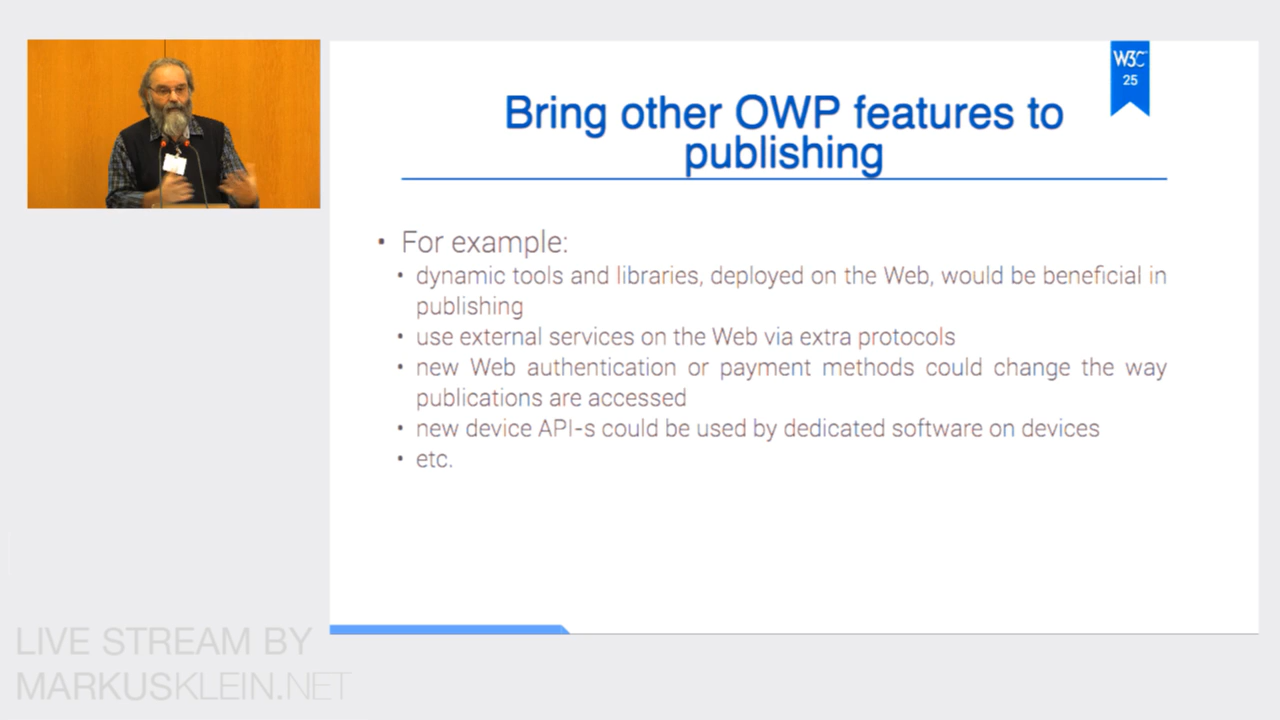 W3C
25
Bring other OWP features to
publishing
• For example:
• dynamic tools and libraries, deployed on the Web, would be beneficial in
publishing
• use external services on the Web via extra protocols
• new Web authentication or payment methods could change the way
publications are accessed
• new device API-s could be used by dedicated software on devices
• etc.
LIVE STREAM BY
MARKUSKLEIN.NET